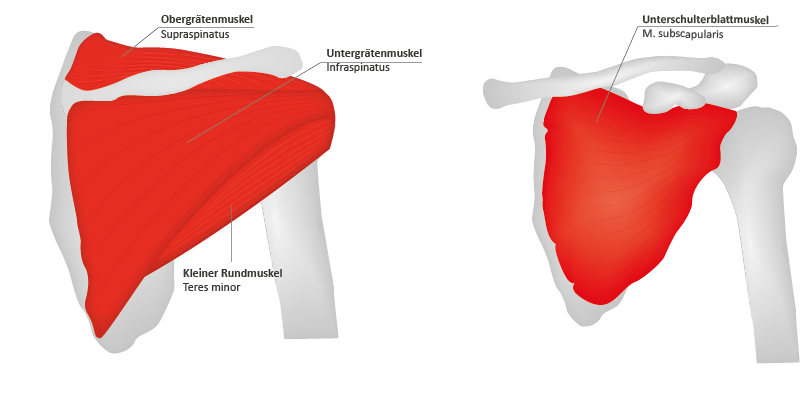 Obergrätenmuskel
Supraspinatus
Untergrätenmuskel
Infraspinatus
Kleiner Rundmuskel
Teres minor
Unterschulterblattmuskel
M. subscapularis